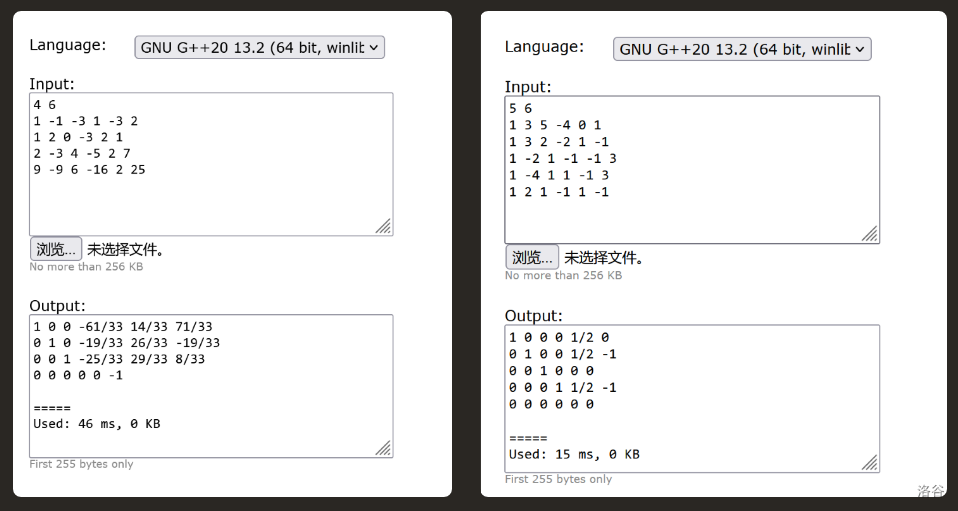 Language: GNU G++20 13.2 (64 bit, winlib
Input:
4 6
1 -1 -3 1 -3 2
1 2 0 -3 2 1
2 -3 4 -5 2 7
9 -9 6 -16 2 25
浏览... 未选择文件。
No more than 256 KB
Output:
1 0 0 -61/33 14/33 71/33
0 1 0 -19/33 26/33 -19/33
0 0 1 -25/33 29/33 8/33
0 0 0 0 0 -1
=====
Used: 46 ms, 0 KB
First 255 bytes only
Language: GNU G++20 13.2 (64 bit, winlib
Input:
5 6
1 3 5 -4 0 1
1 3 2 -2 1 -1
1 -2 1 -1 -1 3
1 -4 1 1 -1 3
1 2 1 -1 1 -1
浏览... 未选择文件。
No more than 256 KB
Output:
1 0 0 0 1/2 0
0 1 0 0 1/2 -1
0 0 1 0 0 0
0 0 0 1 1/2 -1
0 0 0 0 0 0
=====
Used: 15 ms, 0 KB
First 255 bytes only
洛谷